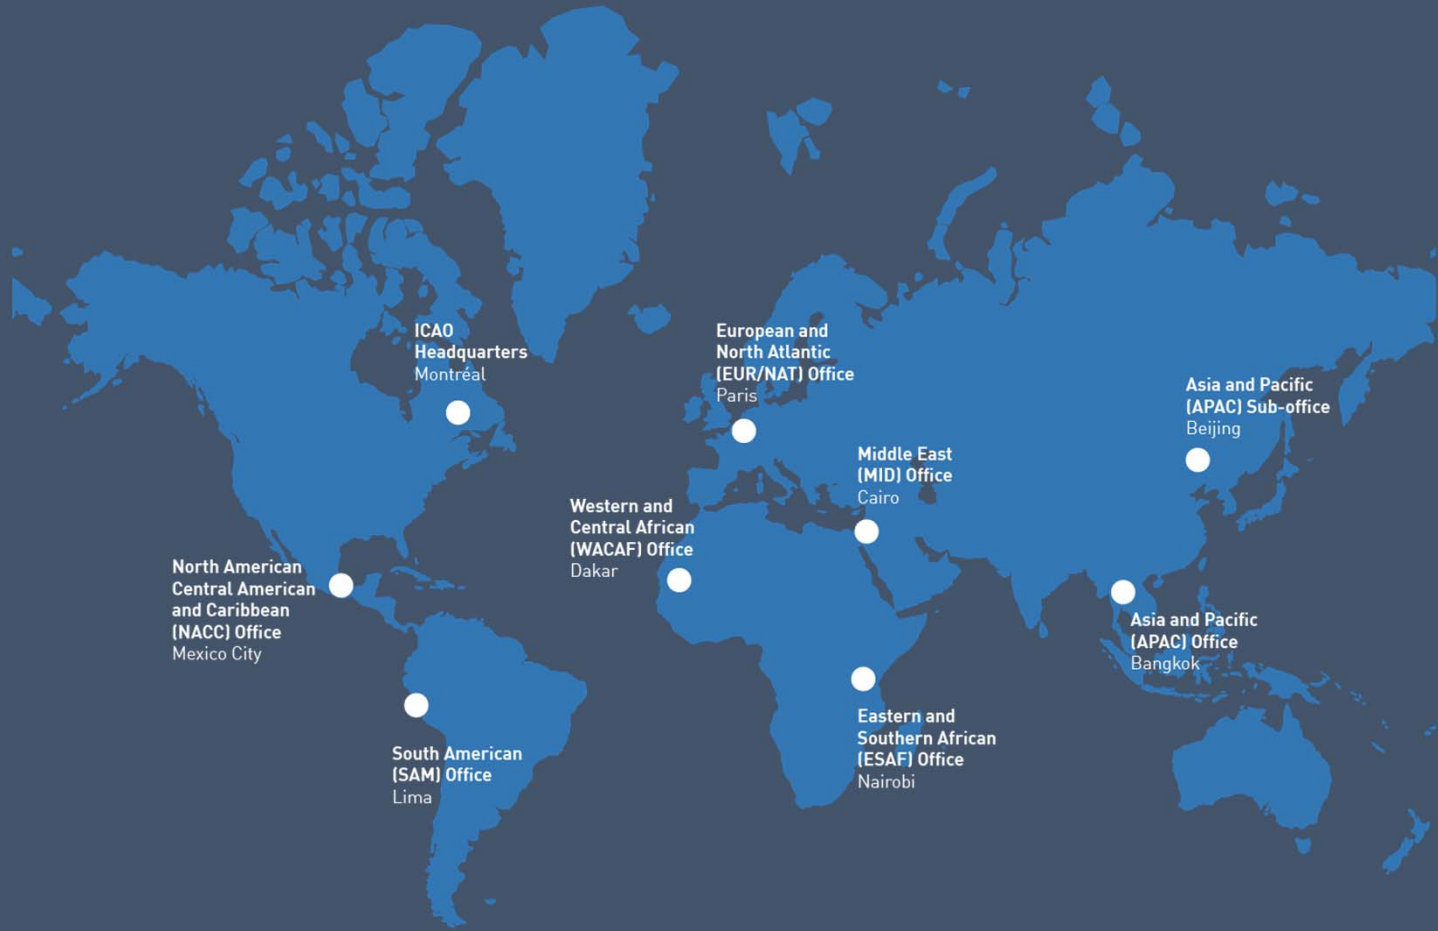 ICAO
Headquarters
Montréal
European and
North Atlantic
(EUR/NAT) Office
Paris
Asia and Pacific
(APAC) Sub-office
Beijing
Middle East
(MID) Office
Cairo
Western and
Central African
(WACAF) Office
Dakar
North American
Central American
and Caribbean
(NACC) Office
Mexico City
Asia and Pacific
(APAC) Office
Bangkok
Eastern and
Southern African
(ESAF) Office
Nairobi
South American
(SAM) Office
Lima